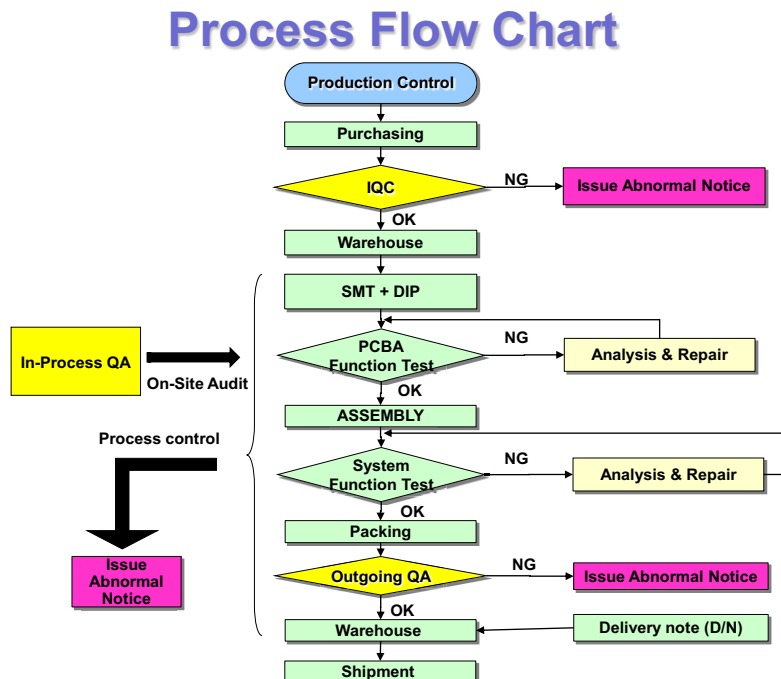 Process Flow Chart
Production Control
Purchasing
IQC
NG
Issue Abnormal Notice
OK
Warehouse
SMT + DIP
In-Process QA
On-Site Audit
PCBA
Function Test
NG
Analysis & Repair
OK
ASSEMBLY
Process control
System
Function Test
NG
Analysis & Repair
OK
Packing
Issue
Abnormal
Notice
Outgoing QA
NG
Issue Abnormal Notice
OK
Warehouse
Delivery note (D/N)
Shipment